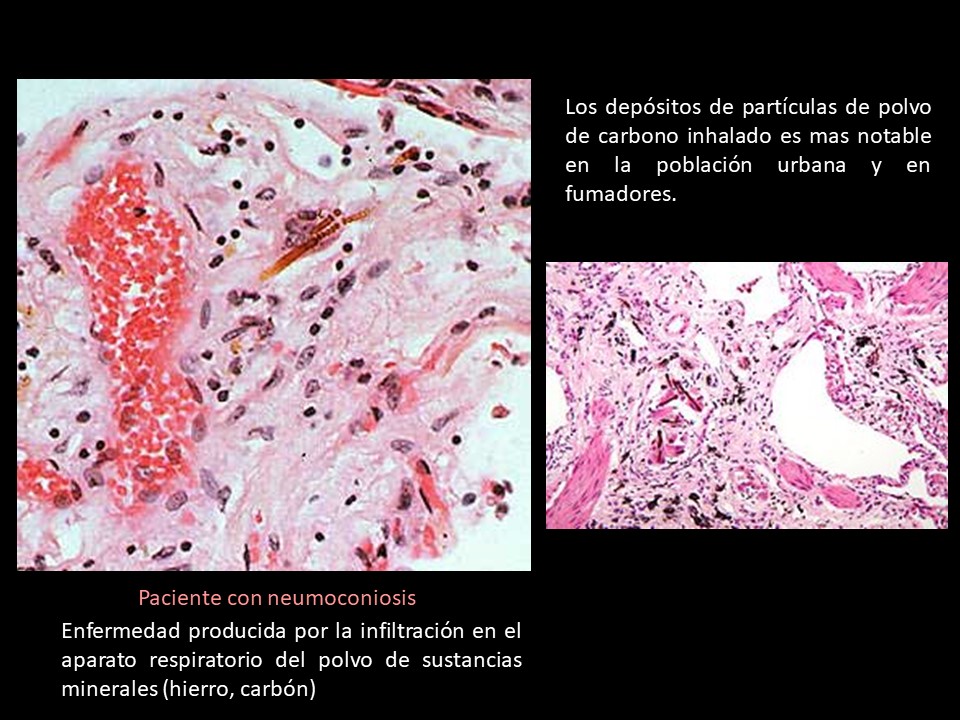 Los depósitos de partículas de polvo
de carbono inhalado es mas notable
en la población urbana y en
fumadores.
Paciente con neumoconiosis
Enfermedad producida por la infiltración en el
aparato respiratorio del polvo de sustancias
minerales (hierro, carbón)